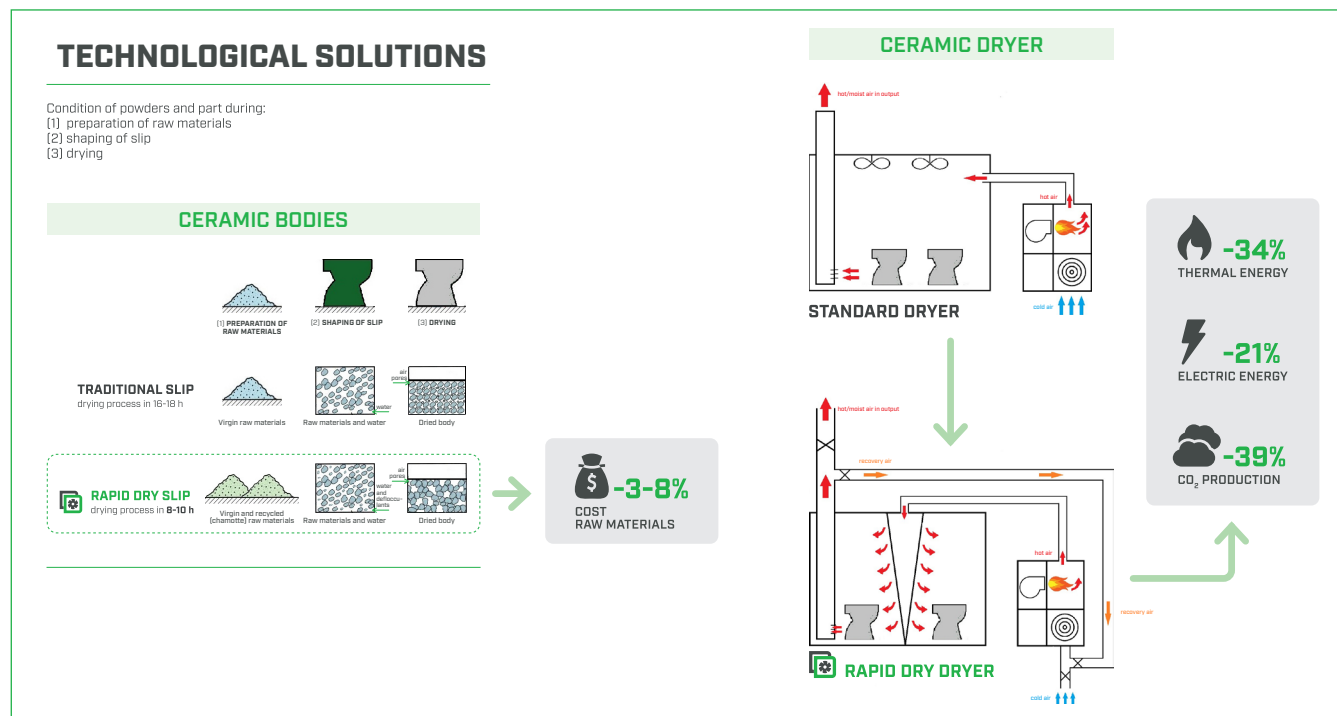 TECHNOLOGICAL SOLUTIONS
Condition of powders and part during:
(1) preparation of raw materials
(2) shaping of slip
(3) drying
CERAMIC BODIES
(1) PREPARATION OF
RAW MATERIALS
(2) SHAPING OF SLIP
(3) DRYING
TRADITIONAL SLIP
drying process in 16-18 h
Virgin raw materials
water
Raw materials and water
air
pores
Dried body
RAPID DRY SLIP
drying process in 8-10 h
Virgin and recycled
(chamotte) raw materials
water
and
defloccu-
lants
Raw materials and water
air
pores
Dried body
$
-3-8%
COST
RAW MATERIALS
CERAMIC DRYER
hot/moist air in output
hot air
cold air
STANDARD DRYER
hot/moist air in output
recovery air
hot air
recovery air
cold air
RAPID DRY DRYER
-34%
THERMAL ENERGY
-21%
ELECTRIC ENERGY
-39%
CO2 PRODUCTION